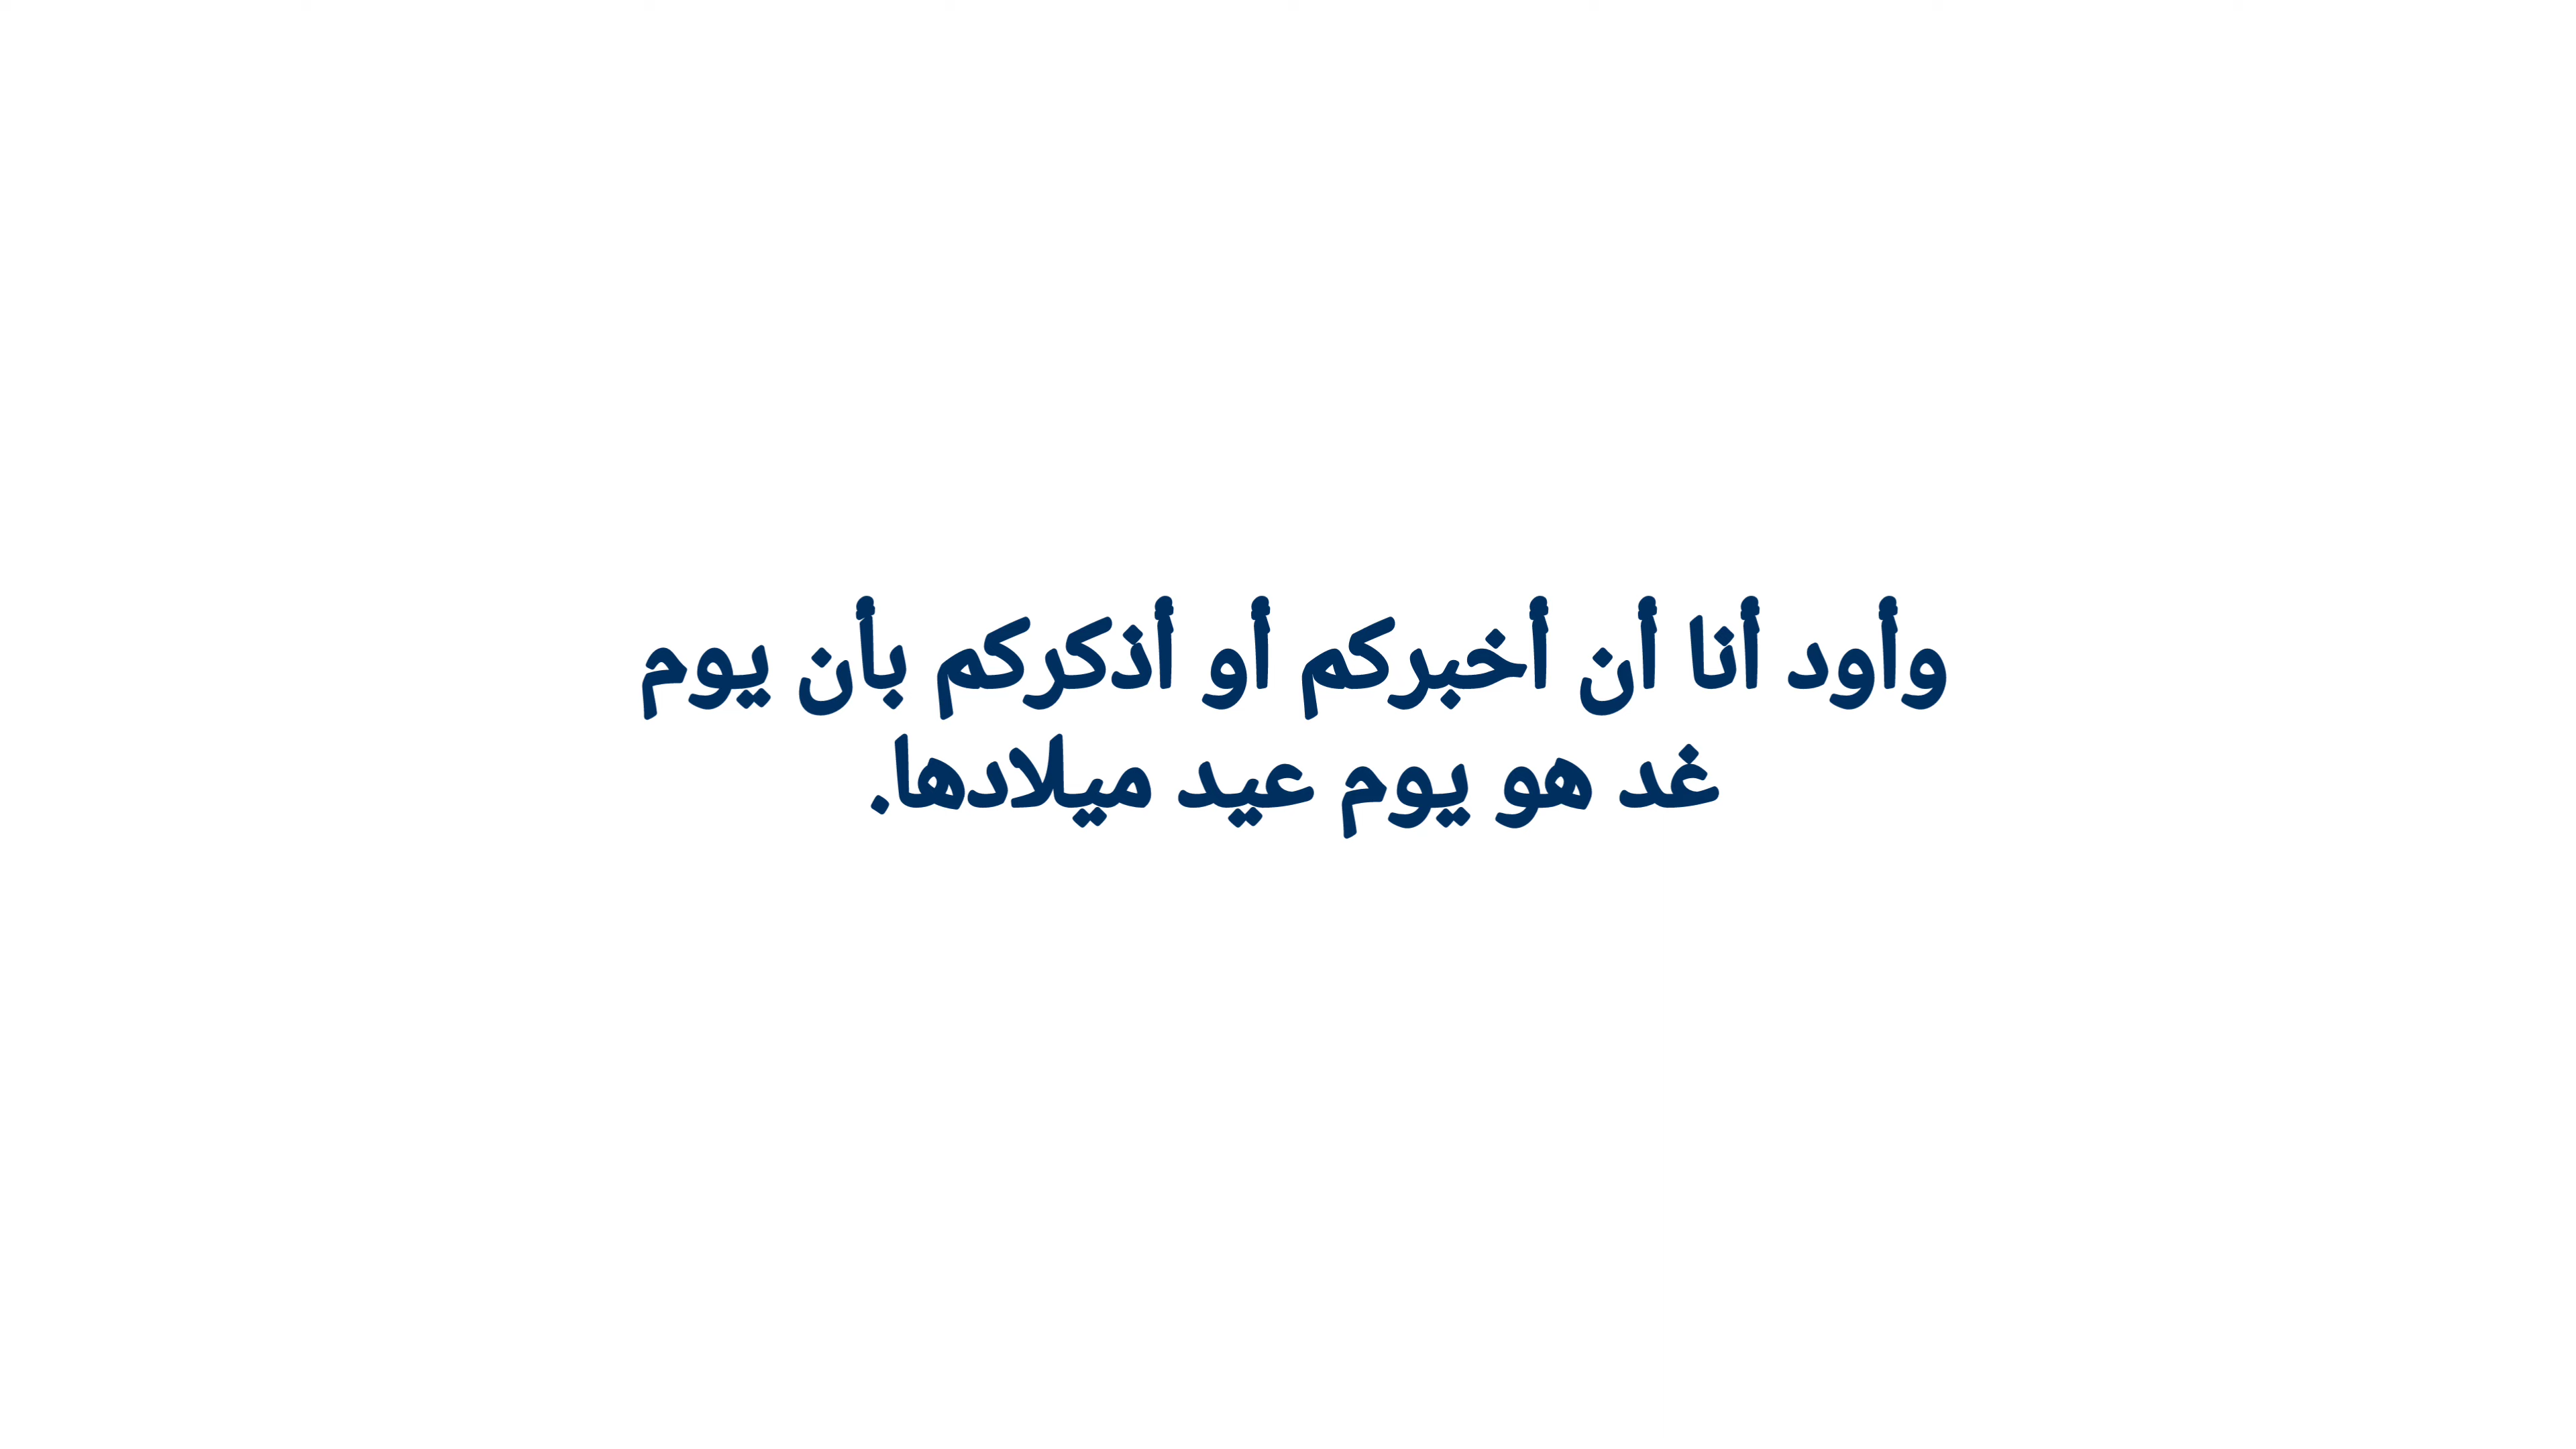 وأود أنا أن أخبركم أو أذكركم بأن يوم
غد هو يوم عيد ميلادها.